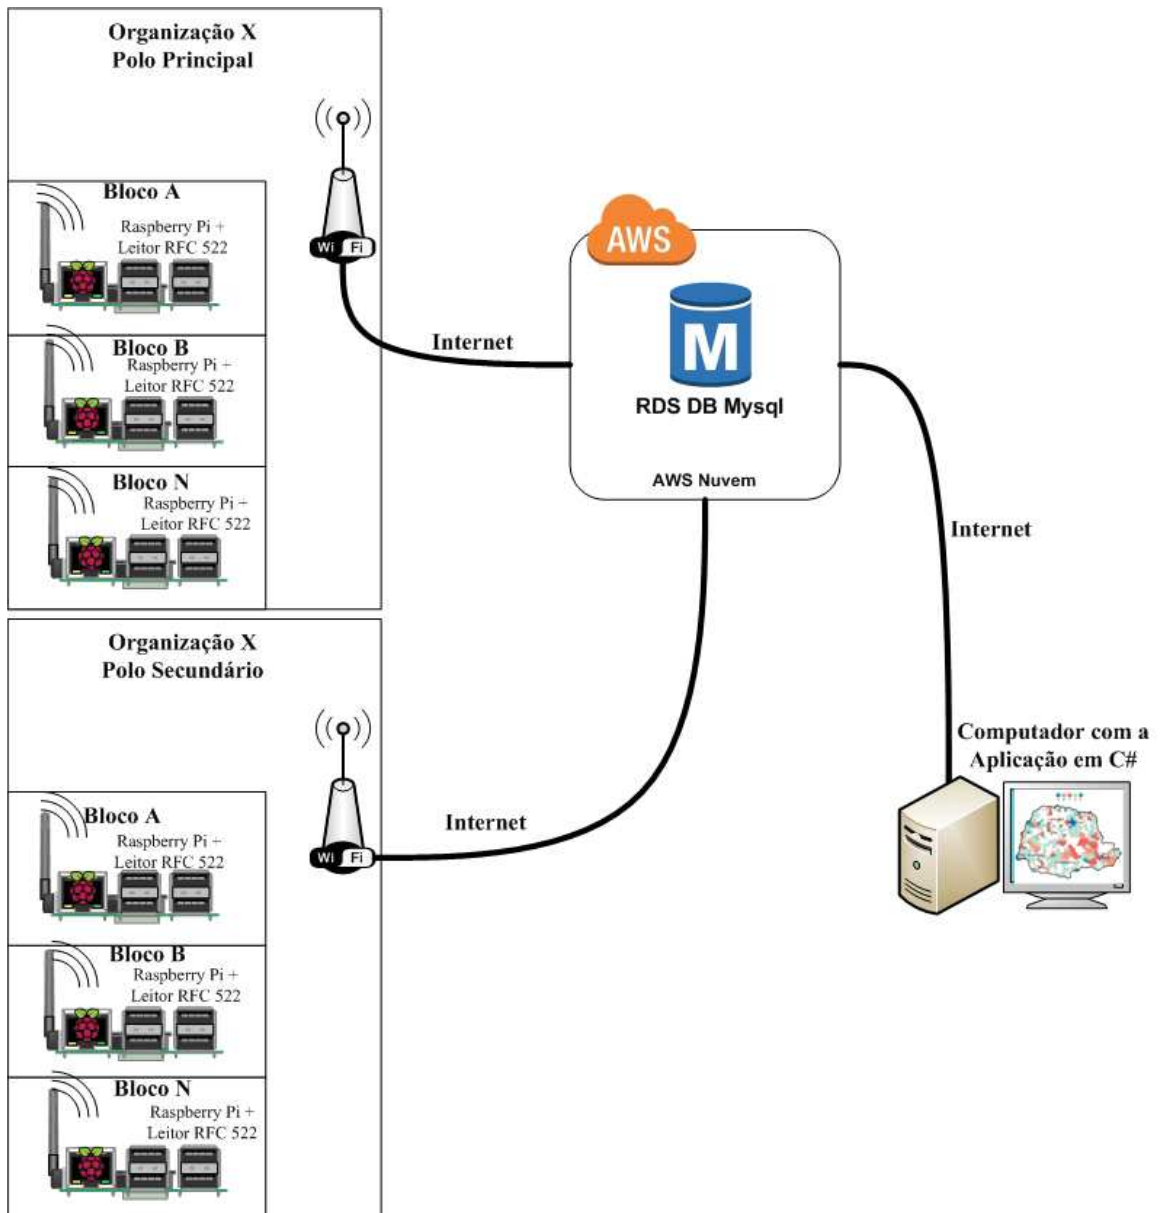 Organização X
Polo Principal
Bloco A
Raspberry Pi +
Leitor RFC 522
Bloco B
Raspberry Pi +
Leitor RFC 522
Bloco N
Raspberry Pi +
Leitor RFC 522
Wi Fi
Internet
AWS
M
RDS DB Mysql
AWS Nuvem
Internet
Organização X
Polo Secundário
Bloco A
Raspberry Pi +
Leitor RFC 522
Bloco B
Raspberry Pi +
Leitor RFC 522
Bloco N
Raspberry Pi +
Leitor RFC 522
Wi Fi
Internet
Computador com a
Aplicação em C#